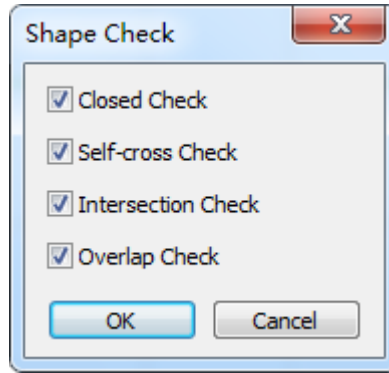 Shape Check
Closed Check
Self-cross Check
Intersection Check
Overlap Check
OK Cancel